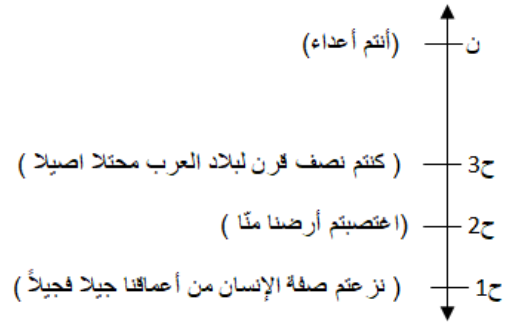 ن (أنتم أعداء)
ح3 ( كنتم نصف قرن لبلاد العرب محتلا اصيلا )
ح2 (اغتصبتم أرضنا منّا )
ح1 ( نزعتم صفة الإنسان من أعماقنا جيلا فجيلاً )